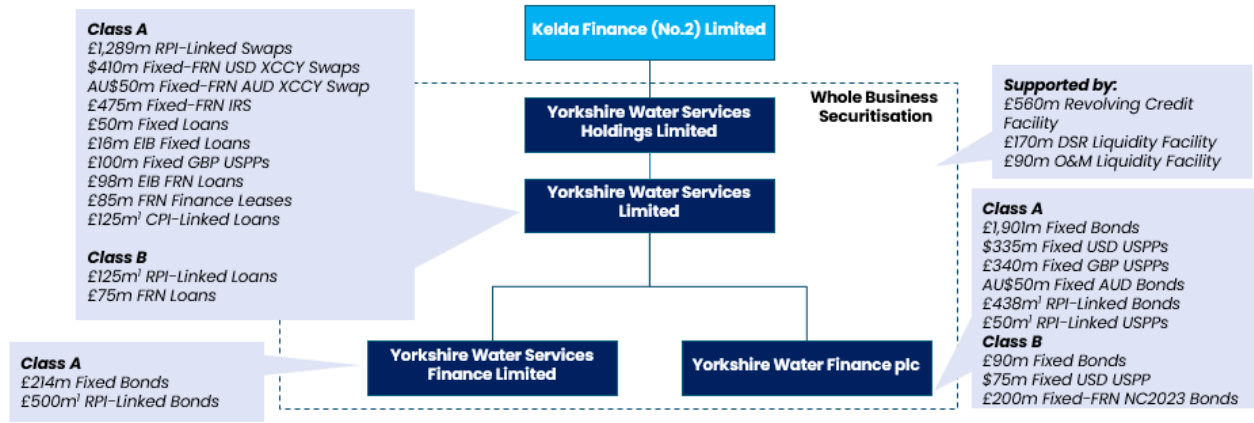 Class A
£1,289m RPI-Linked Swaps
$410m Fixed-FRN USD XCCY Swaps
AU$50m Fixed-FRN AUD XCCY Swap
£475m Fixed-FRN IRS
£50m Fixed Loans
£16m EIB Fixed Loans
£100m Fixed GBP USPPs
£98m EIB FRN Loans
£85m FRN Finance Leases
£125m¹ CPI-Linked Loans
Class B
£125m¹ RPI-Linked Loans
£75m FRN Loans
Kelda Finance (No.2) Limited
Whole Business
Securitisation
Yorkshire Water Services
Holdings Limited
Yorkshire Water Services
Limited
Supported by:
£560m Revolving Credit
Facility
£170m DSR Liquidity Facility
£90m O&M Liquidity Facility
Class A
£1,901m Fixed Bonds
$335m Fixed USD USPPs
£340m Fixed GBP USPPs
AU$50m Fixed AUD Bonds
£438m¹ RPI-Linked Bonds
£50m¹ RPI-Linked USPPs
Class B
£90m Fixed Bonds
$75m Fixed USD USPP
£200m Fixed-FRN NC2023 Bonds
Class A
£214m Fixed Bonds
£500m¹ RPI-Linked Bonds
Yorkshire Water Services
Finance Limited
Yorkshire Water Finance plc